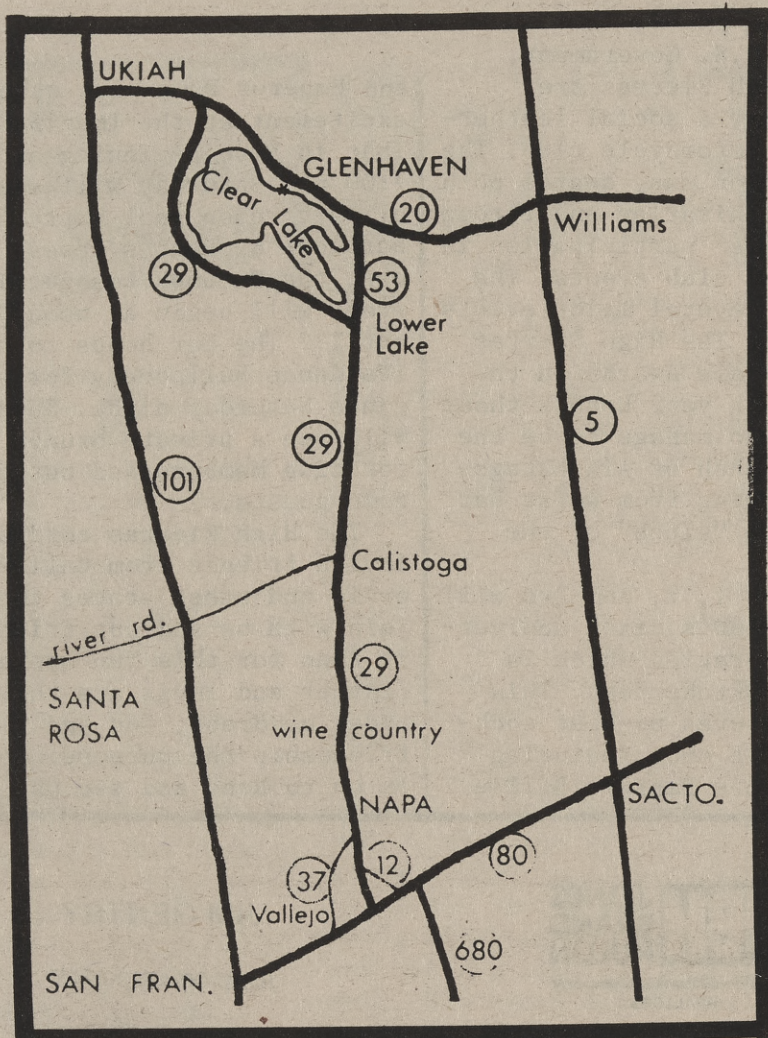 UKIAH
GLENHAVEN
Clear Lake
*
20
Williams
29
53
Lower
Lake
29
5
101
Calistoga
river rd.
29
SANTA
ROSA
wine country
NAPA
SACTO.
80
12
37
Vallejo
680
SAN FRAN.